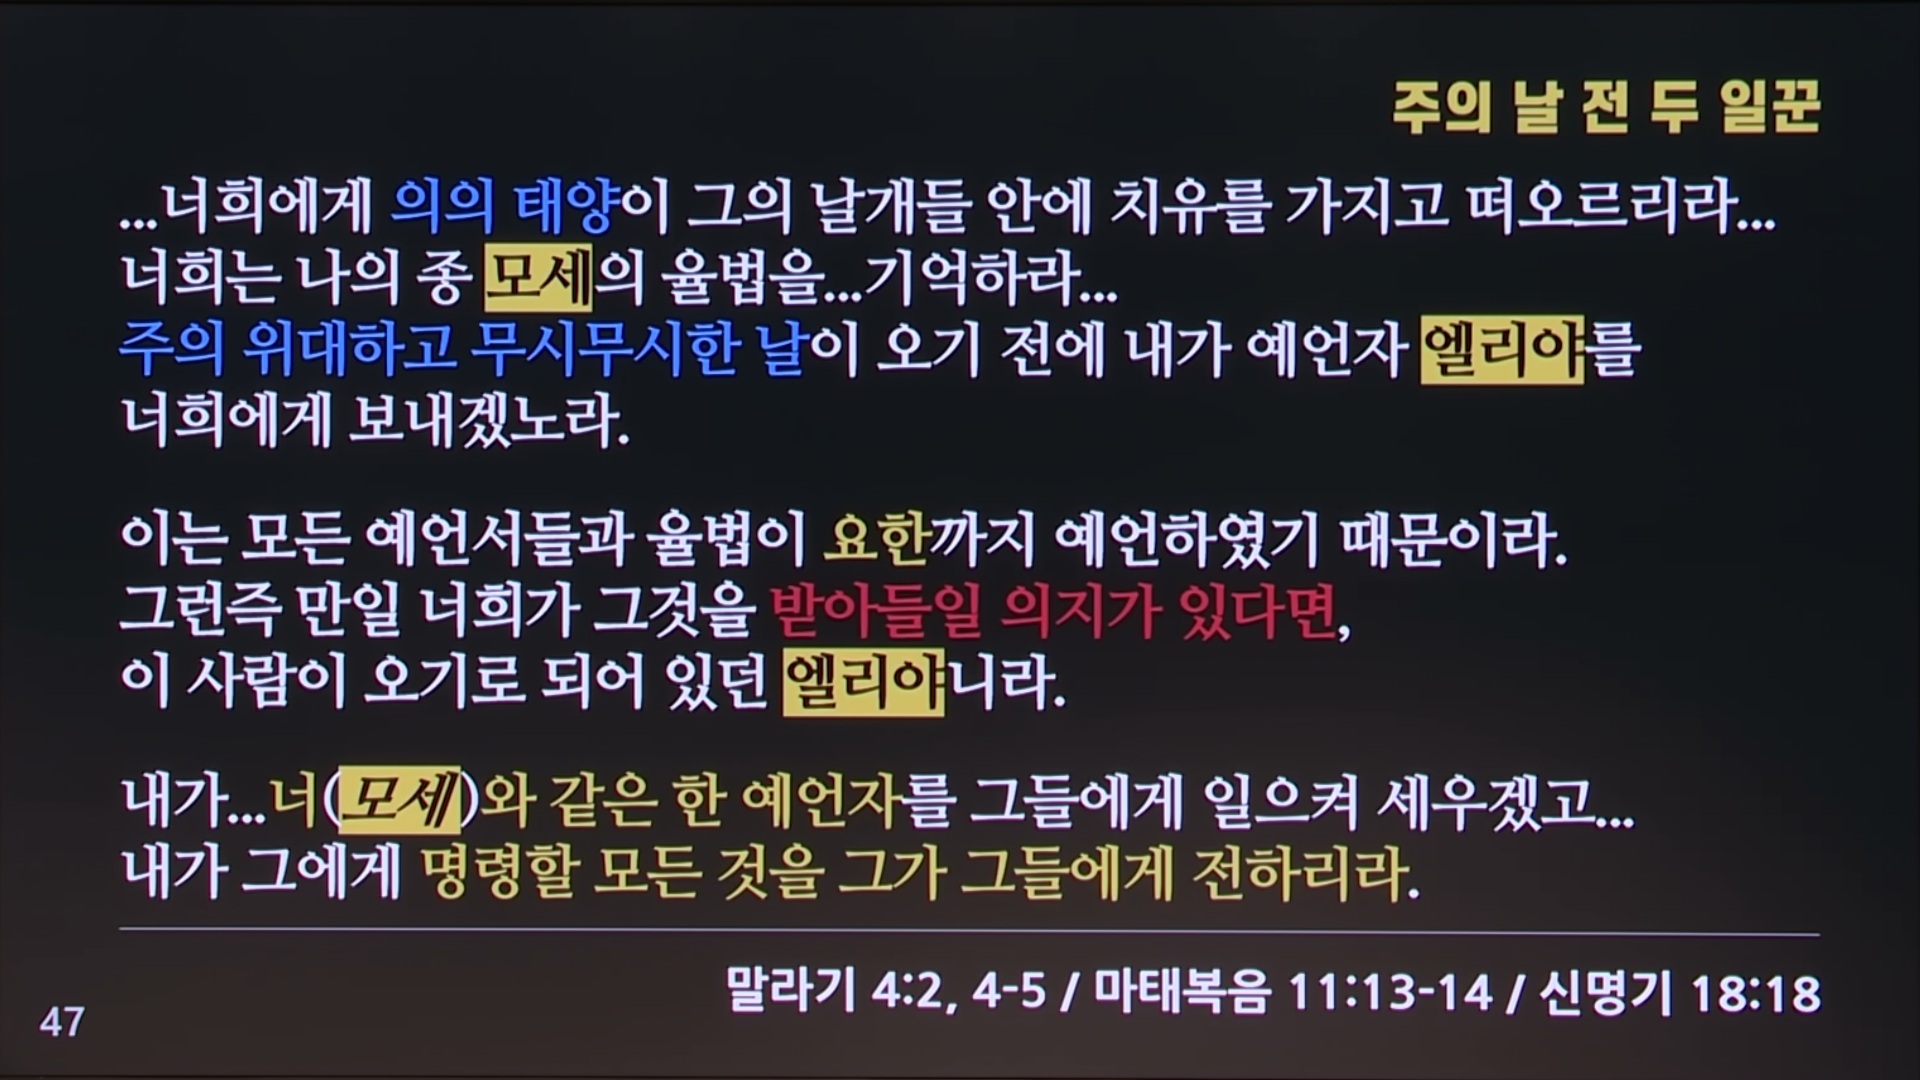 주의 날 전 두 일꾼
...너희에게 의의 태양이 그의 날개들 안에 치유를 가지고 떠오르리라...
너희는 나의 종 모세의 율법을...기억하라...
주의 위대하고 무시무시한 날이 오기 전에 내가 예언자 엘리야를
너희에게 보내겠노라.
이는 모든 예언서들과 율법이 요한까지 예언하였기 때문이라.
그런즉 만일 너희가 그것을 받아들일 의지가 있다면,
이 사람이 오기로 되어 있던 엘리야니라.
내가...너(모세)와 같은 한 예언자를 그들에게 일으켜 세우겠고...
내가 그에게 명령할 모든 것을 그가 그들에게 전하리라.
말라기 4:2, 4-5 / 마태복음 11:13-14 / 신명기 18:18
47